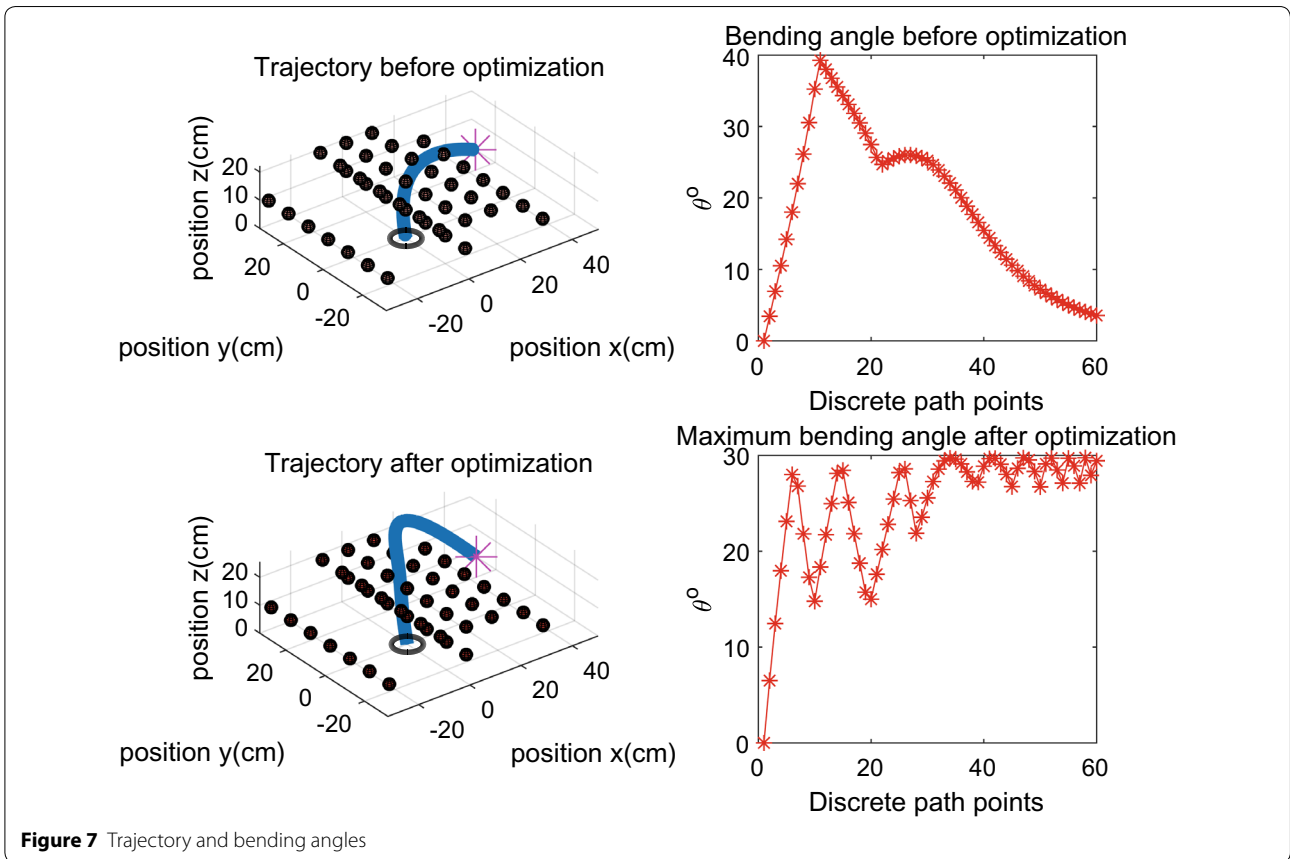 Trajectory before optimization
position z(cm)
20
10
0
20
0
-20
-20
0
20
40
position y(cm)
position x(cm)
Bending angle before optimization
40
30
20
10
0
θ°
0
20
40
60
Discrete path points
Trajectory after optimization
position z(cm)
20
10
0
20
0
-20
-20
0
20
40
position y(cm)
position x(cm)
Maximum bending angle after optimization
30
20
10
0
θ°
0
20
40
60
Discrete path points
Figure 7 Trajectory and bending angles